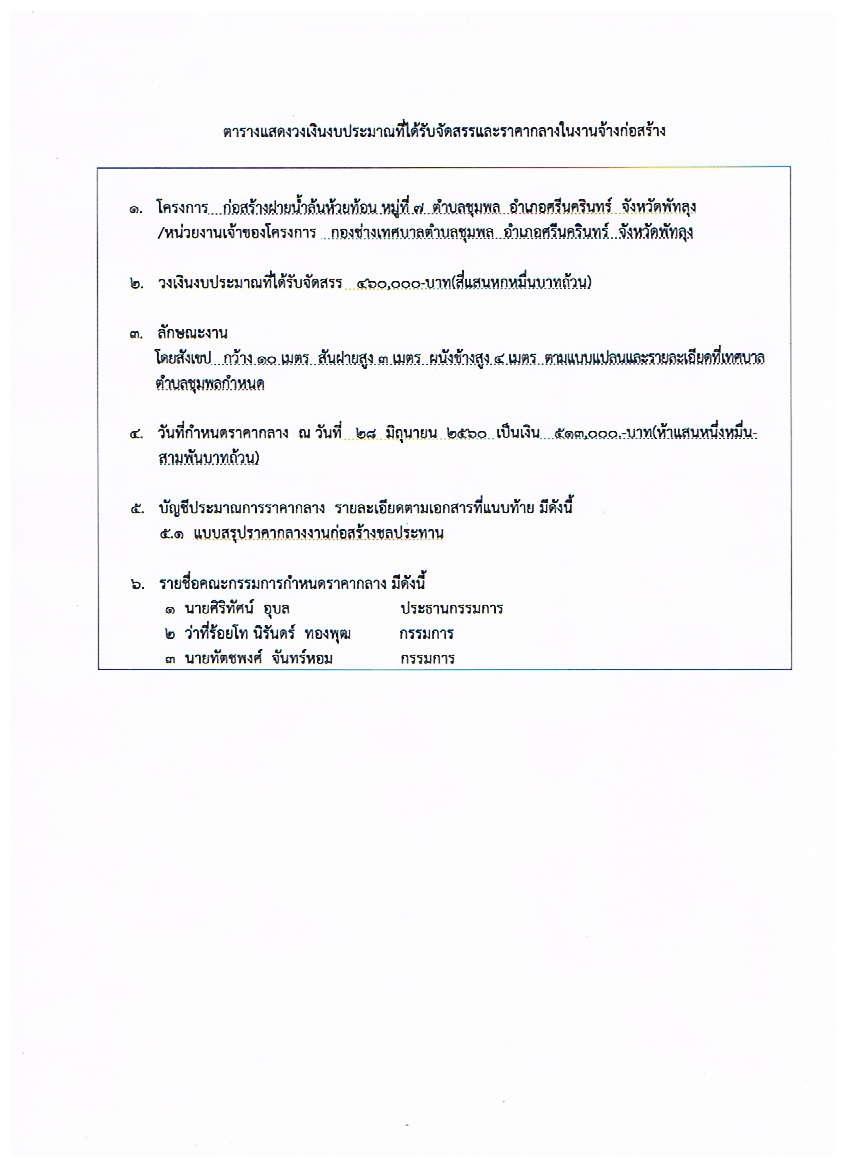 ตารางแสดงวงเงินงบประมาณที่ได้รับจัดสรรและราคากลางในงานจ้างก่อสร้าง
๑. โครงการ ก่อสร้างฝายน้ำล้นห้วยท้อน หมู่ที่ ๗ ตำบลชุมพล อำเภอศรีนครินทร์ จังหวัดพัทลุง
/หน่วยงานเจ้าของโครงการ กองช่างเทศบาลตำบลชุมพล อำเภอศรีนครินทร์ จังหวัดพัทลุง
๒. วงเงินงบประมาณที่ได้รับจัดสรร ๔๖๐,๐๐๐-บาท(สี่แสนหกหมื่นบาทถ้วน)
๓. ลักษณะงาน
โดยสังเขป กว้าง ๑๐ เมตร สันฝายสูง ๓ เมตร ผนังข้างสูง ๔ เมตร ตามแบบแปลนและรายละเอียดที่เทศบาล
ตำบลชุมพลกำหนด
๔. วันที่กำหนดราคากลาง ณ วันที่ ๒๘ มิถุนายน ๒๕๖๐ เป็นเงิน ๕๑๓,๐๐๐.-บาท(ห้าแสนหนึ่งหมื่น-
สามพันบาทถ้วน)
๕. บัญชีประมาณการราคากลาง รายละเอียดตามเอกสารที่แนบท้าย มีดังนี้
๕.๑ แบบสรุปราคากลางงานก่อสร้างชลประทาน
๖. รายชื่อคณะกรรมการกำหนดราคากลาง มีดังนี้
๑ นายศิริทัศน์ อุบล ประธานกรรมการ
๒ ว่าที่ร้อยโท นิรันดร์ ทองพุฒ กรรมการ
๓ นายทัตชพงศ์ จันทร์หอม กรรมการ